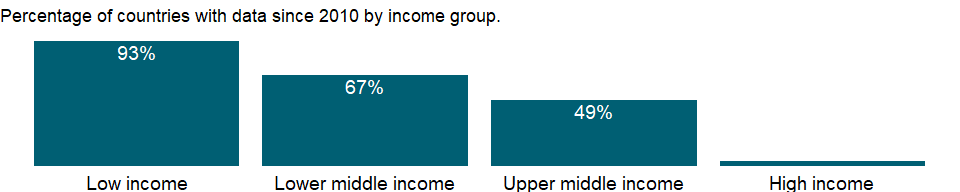 Percentage of countries with data since 2010 by income group.
93%
67%
49%
Low income
Lower middle income
Upper middle income
High income